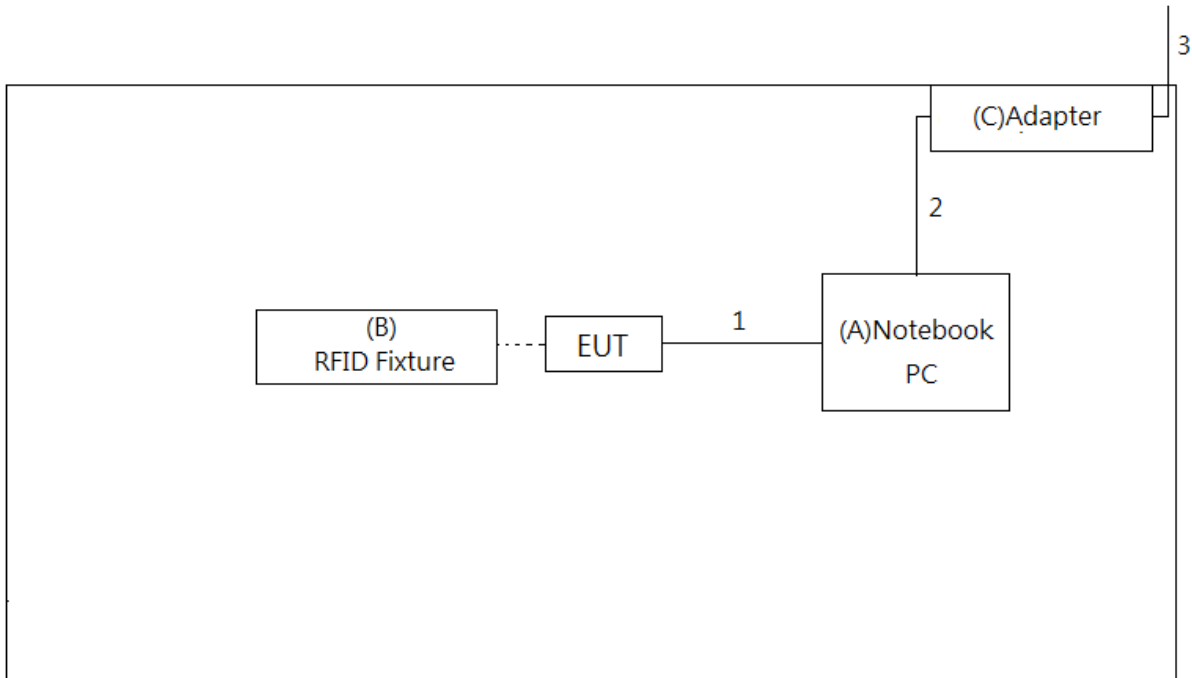 3
(C)Adapter
2
(B)
RFID Fixture
EUT
1
(A)Notebook
PC